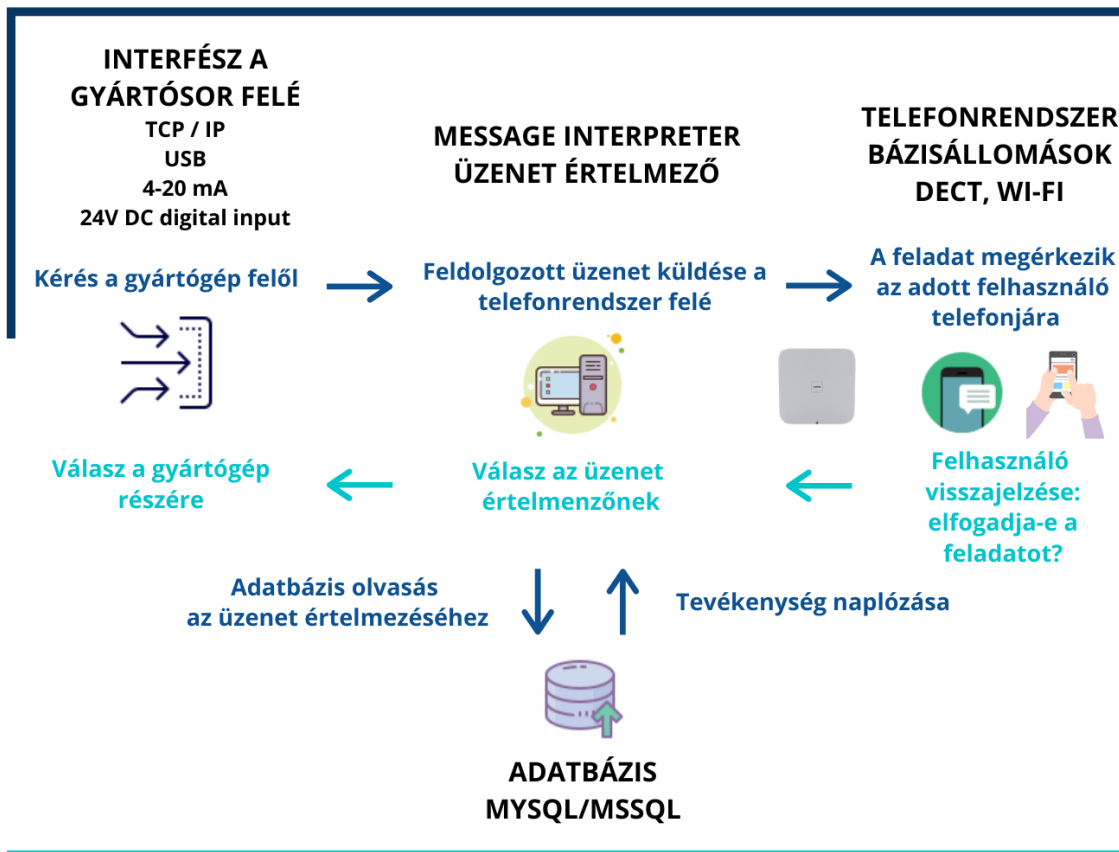 INTERFÉSZ A
GYÁRTÓSOR FELÉ
TCP / IP
USB
4-20 mA
24V DC digital input
MESSAGE INTERPRETER
ÜZENET ÉRTELMEZŐ
TELEFONRENDSZER
BÁZISÁLLOMÁSOK
DECT, WI-FI
Kérés a gyártógép felől
Feldolgozott üzenet küldése a
telefonrendszer felé
A feladat megérkezik
az adott felhasználó
telefonjára
Válasz a gyártógép
részére
Válasz az üzenet
értelmenzőnek
Felhasználó
visszajelzése:
elfogadja-e a
feladatot?
Adatbázis olvasás
az üzenet értelmezéséhez
Tevékenység naplózása
ADATBÁZIS
MYSQL/MSSQL